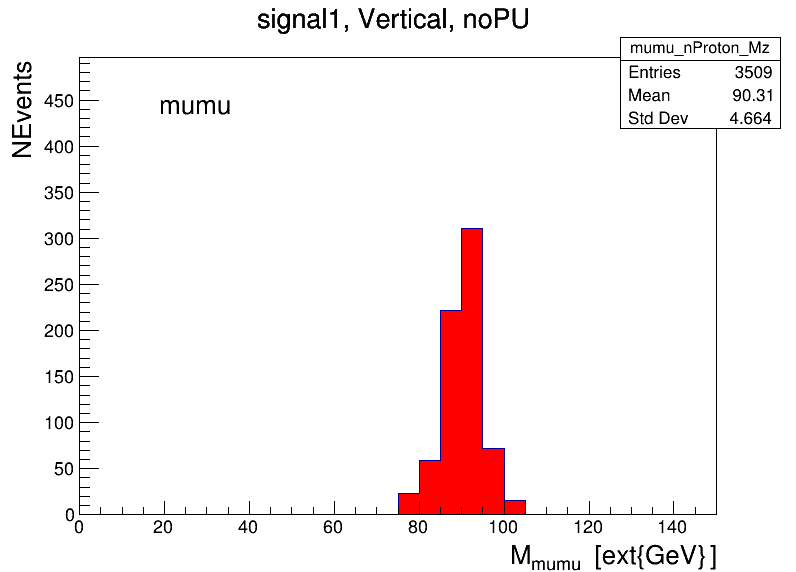 signal1, Vertical, noPU
mumu_nProton_Mz
Entries 3509
Mean 90.31
Std Dev 4.664
NEvents
mumu
450
400
350
300
250
200
150
100
50
0
0 20 40 60 80 100 120 140
M_mumu [ext{GeV}]